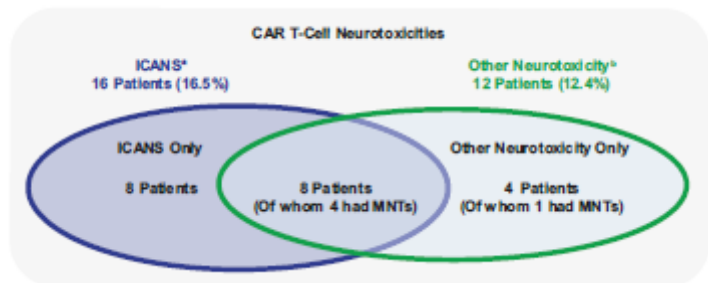 CAR T-Cell Neurotoxicities
ICANSᵃ
16 Patients (16.5%)
Other Neurotoxicityᵇ
12 Patients (12.4%)
ICANS Only
8 Patients
8 Patients
(Of whom 4 had MNTs)
Other Neurotoxicity Only
4 Patients
(Of whom 1 had MNTs)